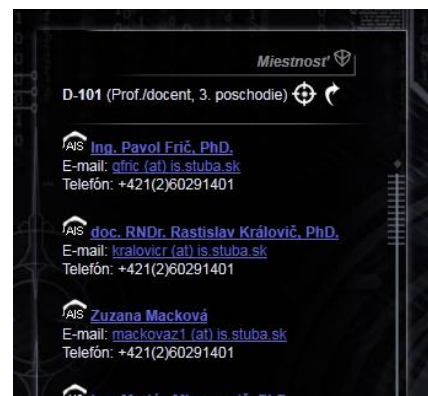 Miestnosť
D-101 (Prof./docent, 3. poschodie)
AIS Ing. Pavol Frič, PhD.
E-mail: qfric (at) is.stuba.sk
Telefón: +421(2)60291401
AIS doc. RNDr. Rastislav Královič, PhD.
E-mail: kralovicr (at) is.stuba.sk
Telefón: +421(2)60291401
AIS Zuzana Macková
E-mail: mackovaz1 (at) is.stuba.sk
Telefón: +421(2)60291401